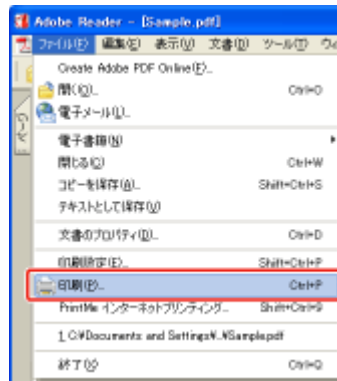 Adobe Reader - [Sample.pdf]
ファイル(F) 編集(E) 表示(V) 文書(D) ツール(T) ウィ
Create Adobe PDF Online(F)...
開く(O)... Ctrl+O
電子メール(L)...
電子書籍(N)
閉じる(C) Ctrl+W
コピーを保存(A)... Shift+Ctrl+S
テキストとして保存(V)
文書のプロパティ(D)... Ctrl+D
印刷設定(E)... Shift+Ctrl+P
印刷(P)... Ctrl+P
PrintMe インターネットプリンティング... Shift+Ctrl+9
1 C:¥Documents and Settings¥..¥Sample.pdf
終了(X) Ctrl+Q